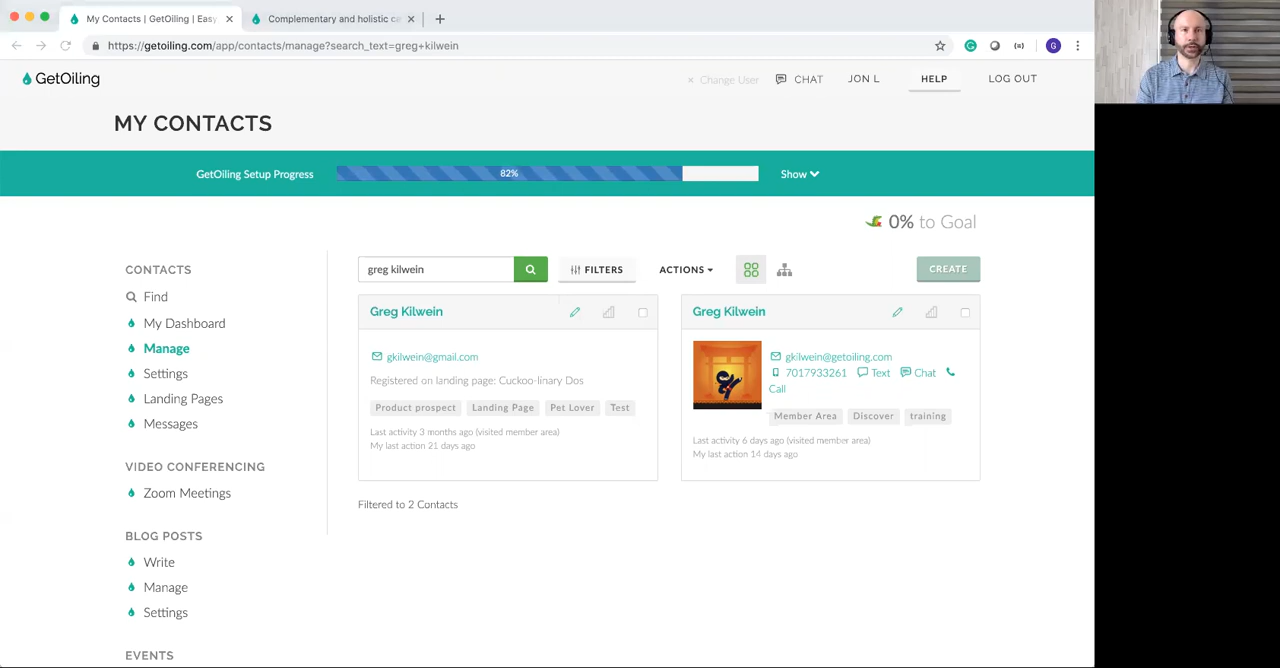 My Contacts | GetOiling | Easy
Complementary and holistic ca
https://getoiling.com/app/contacts/manage?search_text=greg+kilwein
G
GetOiling
× Change User
CHAT
JON L
HELP
LOG OUT
MY CONTACTS
GetOiling Setup Progress
82%
Show
0% to Goal
CONTACTS
Find
My Dashboard
Manage
Settings
Landing Pages
Messages
VIDEO CONFERENCING
Zoom Meetings
BLOG POSTS
Write
Manage
Settings
EVENTS
greg kilwein
FILTERS
ACTIONS
CREATE
Greg Kilwein
gkilwein@gmail.com
Registered on landing page: Cuckoo-linary Dos
Product prospect Landing Page Pet Lover Test
Last activity 3 months ago (visited member area)
My last action 21 days ago
Greg Kilwein
gkilwein@getoiling.com
7017933261 Text Chat
Call
Member Area Discover training
Last activity 6 days ago (visited member area)
My last action 14 days ago
Filtered to 2 Contacts